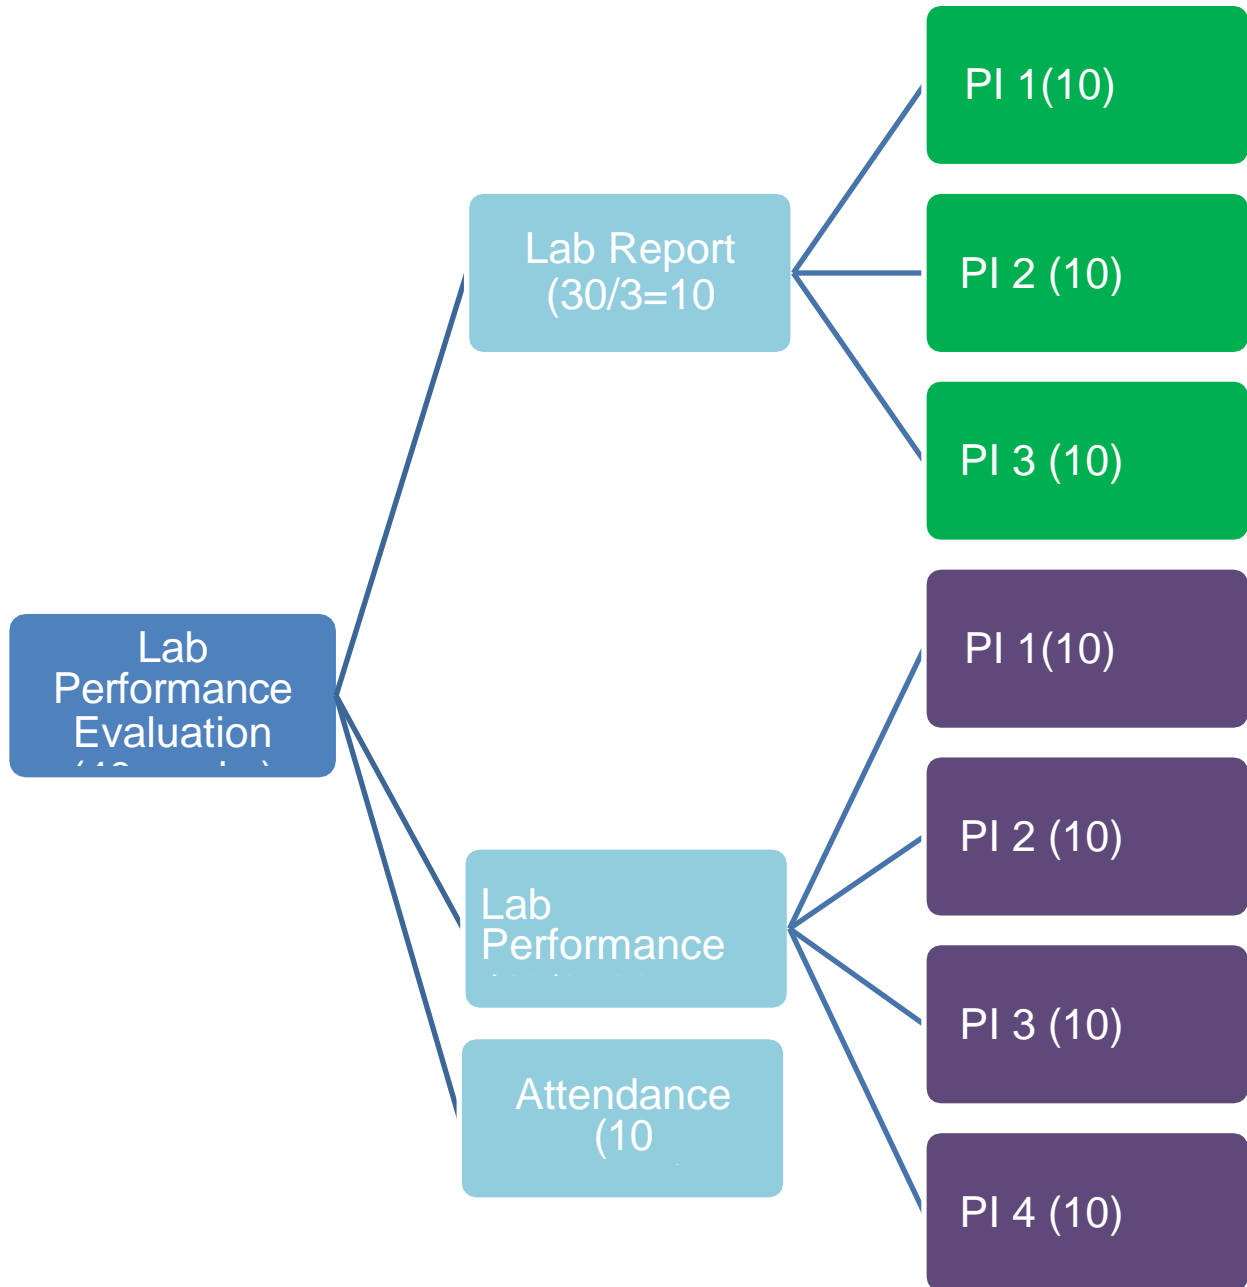 Lab
Performance
Evaluation
Lab Report
(30/3=10
PI 1(10)
PI 2 (10)
PI 3 (10)
Lab
Performance
PI 1(10)
PI 2 (10)
PI 3 (10)
PI 4 (10)
Attendance
(10